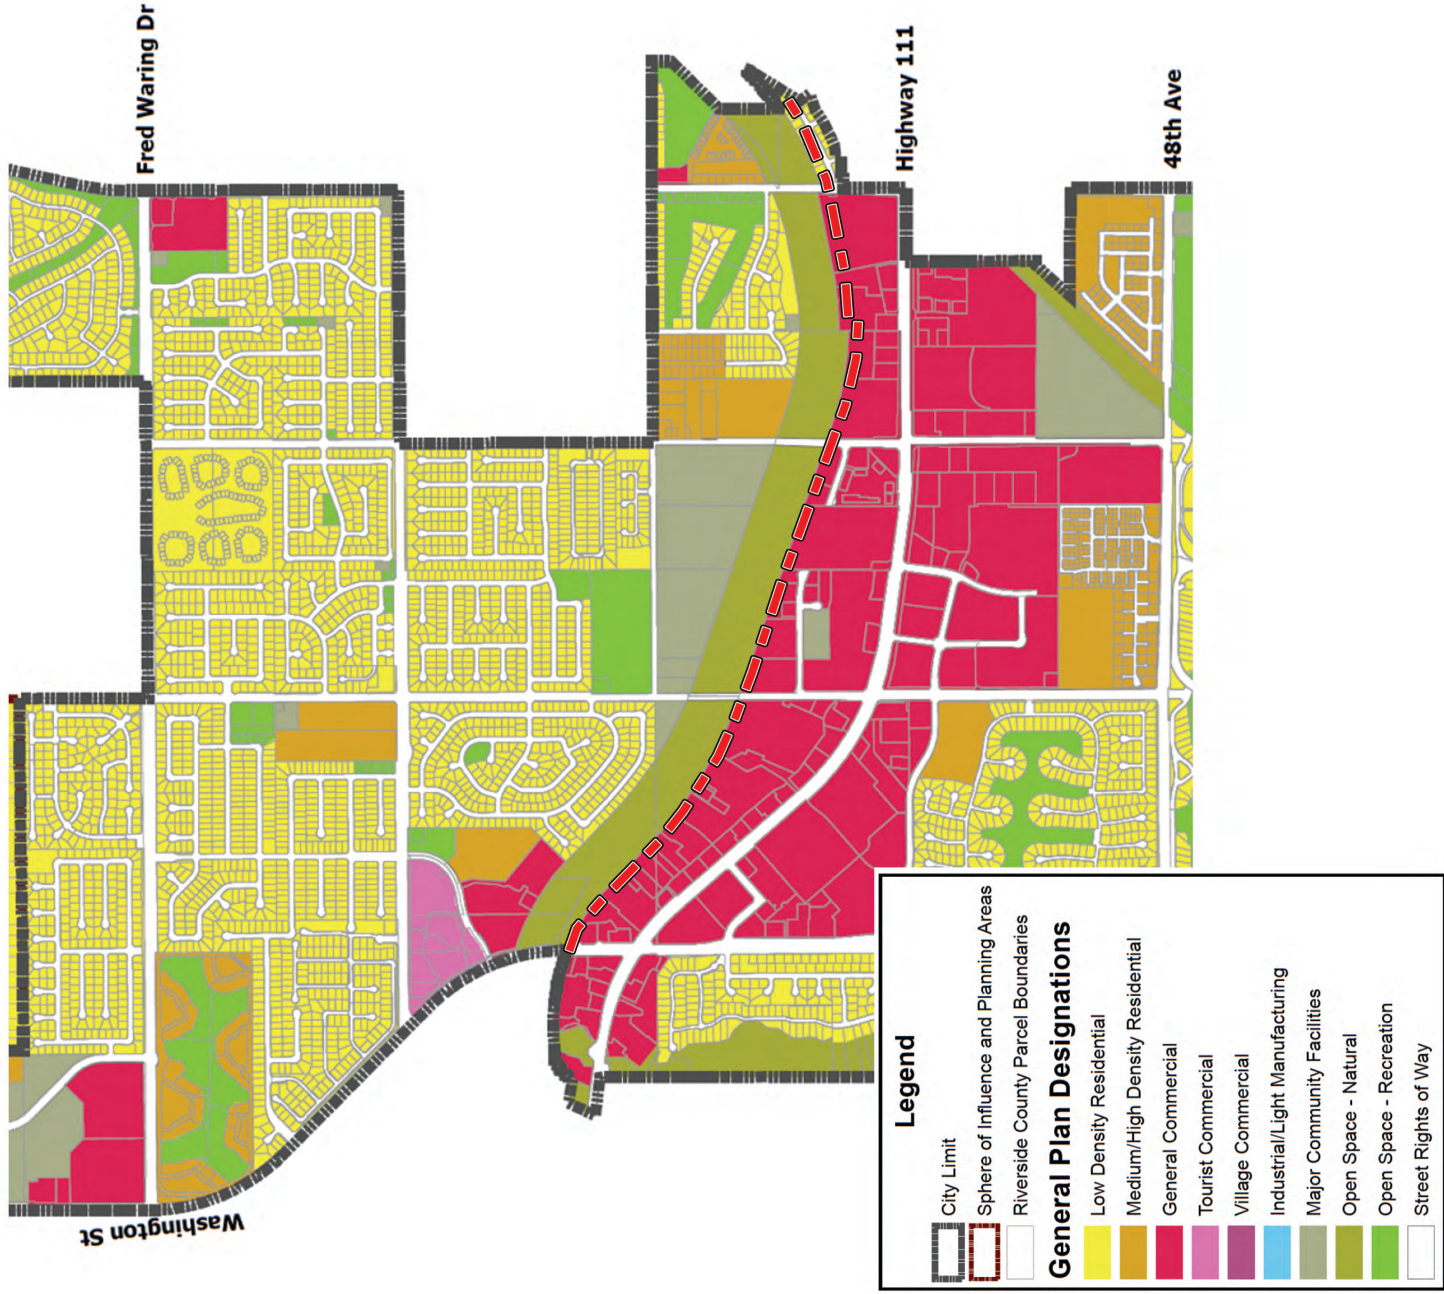 Fred Waring Dr
Highway 111
48th Ave
Washington St
Legend
City Limit
Sphere of Influence and Planning Areas
Riverside County Parcel Boundaries
General Plan Designations
Low Density Residential
Medium/High Density Residential
General Commercial
Tourist Commercial
Village Commercial
Industrial/Light Manufacturing
Major Community Facilities
Open Space - Natural
Open Space - Recreation
Street Rights of Way